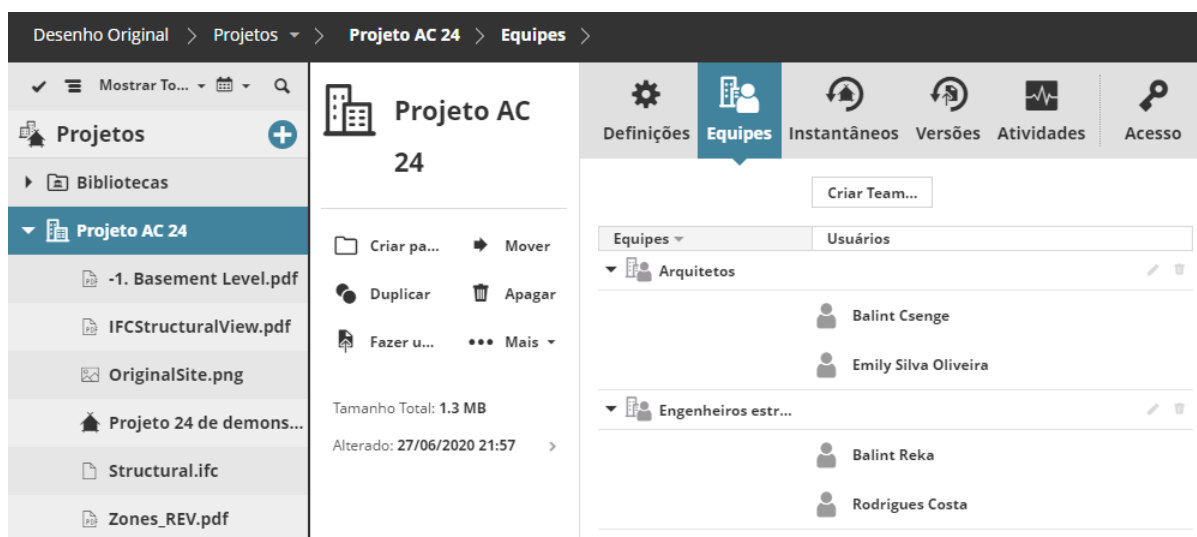 Desenho Original > Projetos > Projeto AC 24 > Equipes >
Mostrar To...
Projetos
Bibliotecas
Projeto AC 24
-1. Basement Level.pdf
IFCStructuralView.pdf
OriginalSite.png
Projeto 24 de demons...
Structural.ifc
Zones_REV.pdf
Projeto AC
24
Criar pa... Mover
Duplicar Apagar
Fazer u... Mais
Tamanho Total: 1.3 MB
Alterado: 27/06/2020 21:57 >
Definições Equipes Instantâneos Versões Atividades Acesso
Criar Team...
Equipes Usuários
Arquitetos
Balint Csenge
Emily Silva Oliveira
Engenheiros estr...
Balint Reka
Rodrigues Costa